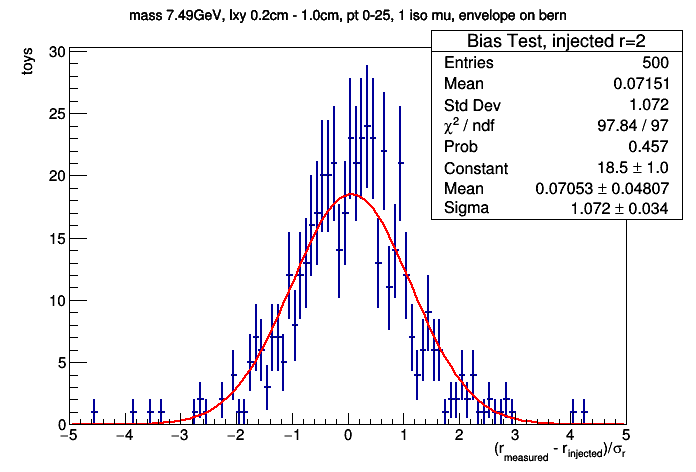 mass 7.49GeV, lxy 0.2cm - 1.0cm, pt 0-25, 1 iso mu, envelope on bern
Bias Test, injected r=2
Entries 500
Mean 0.07151
Std Dev 1.072
χ² / ndf 97.84 / 97
Prob 0.457
Constant 18.5 ± 1.0
Mean 0.07053 ± 0.04807
Sigma 1.072 ± 0.034
toys
30
25
20
15
10
5
0
−5 −4 −3 −2 −1 0 1 2 3 4 5
(r_measured - r_injected)/σ_r